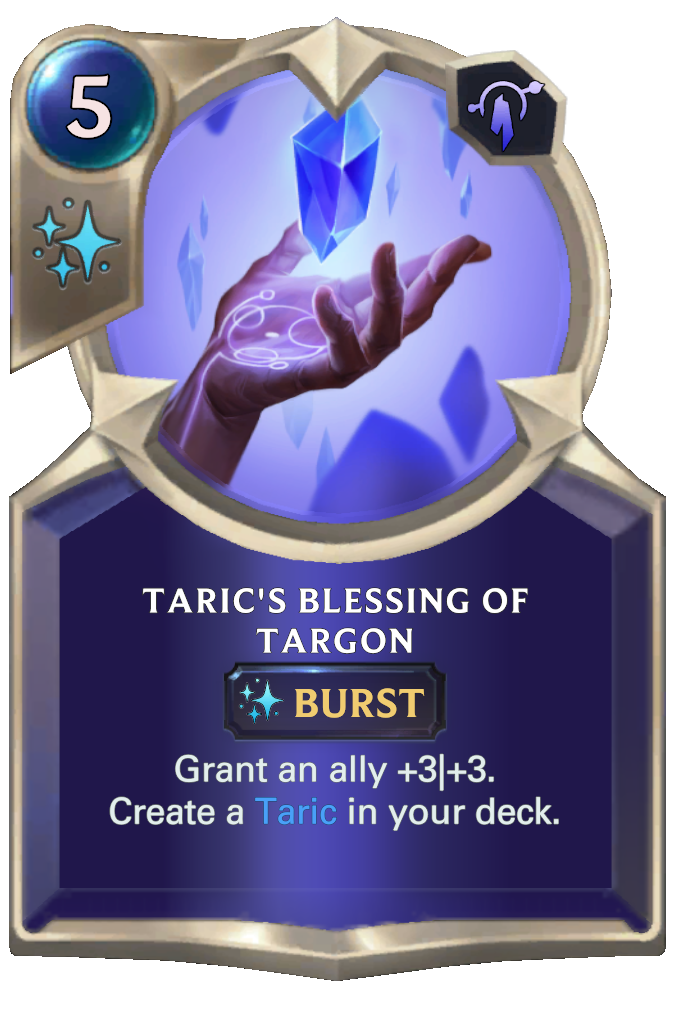 5
TARIC'S BLESSING OF
TARGON
BURST
Grant an ally +3|+3.
Create a Taric in your deck.